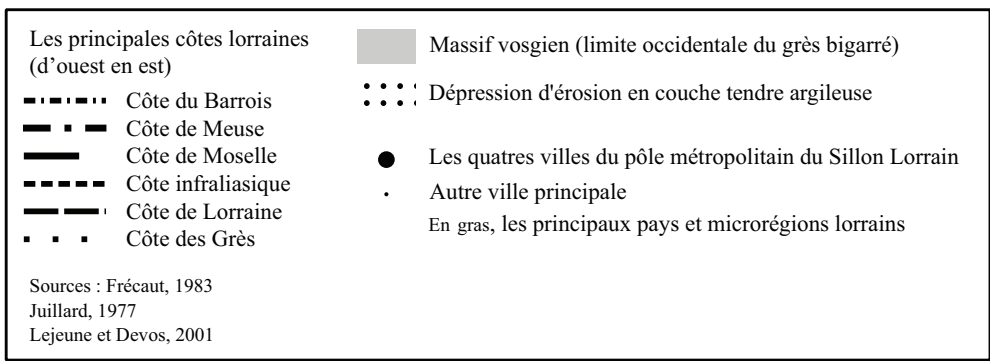 Les principales côtes lorraines
(d’ouest en est)
Côte du Barrois
Côte de Meuse
Côte de Moselle
Côte infraliasique
Côte de Lorraine
Côte des Grès
Sources : Frécaut, 1983
Juillard, 1977
Lejeune et Devos, 2001
Massif vosgien (limite occidentale du grès bigarré)
Dépression d'érosion en couche tendre argileuse
Les quatres villes du pôle métropolitain du Sillon Lorrain
Autre ville principale
En gras, les principaux pays et microrégions lorrains